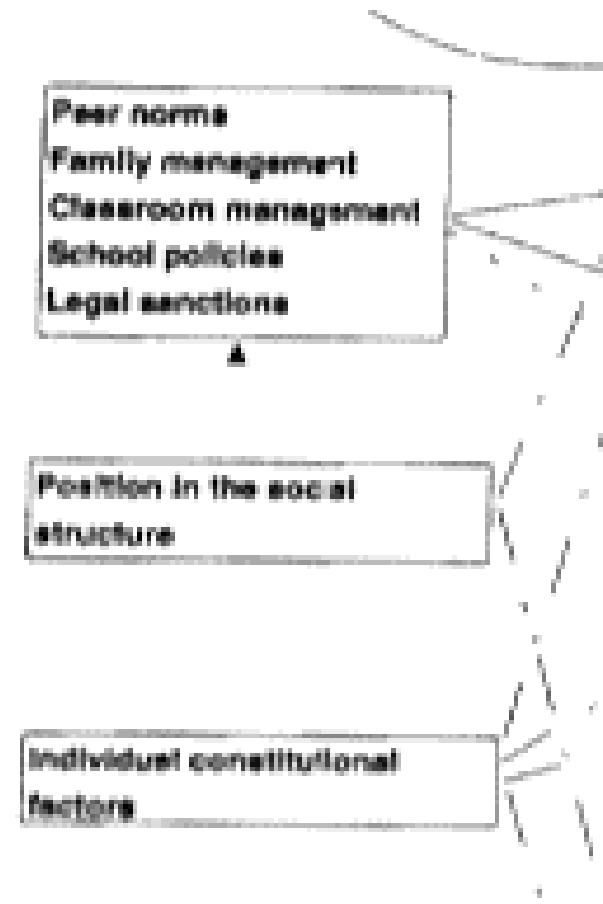 Peer norms
Family management
Classroom management
School policies
Legal sanctions
Position in the social
structure
Individual constitutional
factors